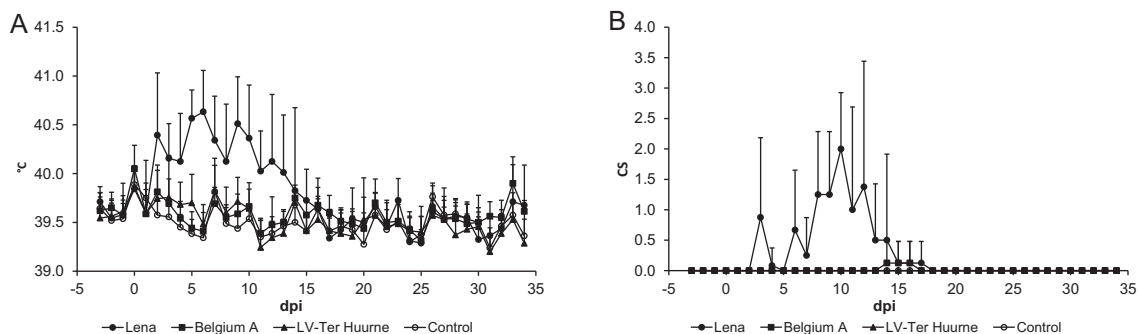 A
41.5
41.0
40.5
40.0
39.5
39.0
°C
-5 0 5 10 15 20 25 30 35
dpi
Lena Belgium A LV-Ter Huurne Control
B
4.0
3.5
3.0
2.5
2.0
1.5
1.0
0.5
0.0
CS
-5 0 5 10 15 20 25 30 35
dpi
Lena Belgium A LV-Ter Huurne Control